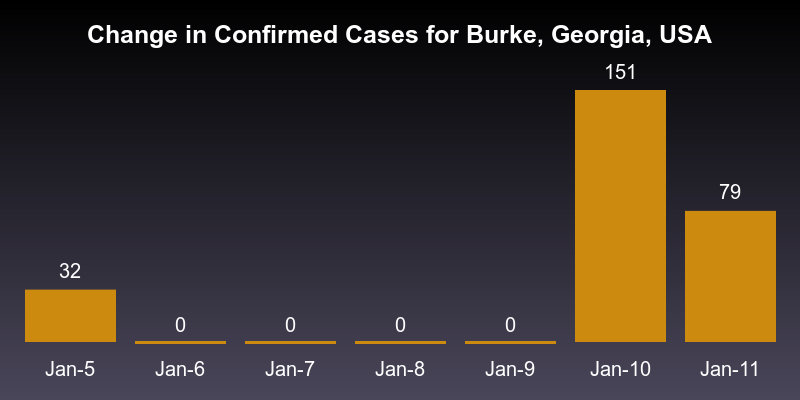 Change in Confirmed Cases for Burke, Georgia, USA
151
79
32
0 0 0 0
Jan-5 Jan-6 Jan-7 Jan-8 Jan-9 Jan-10 Jan-11